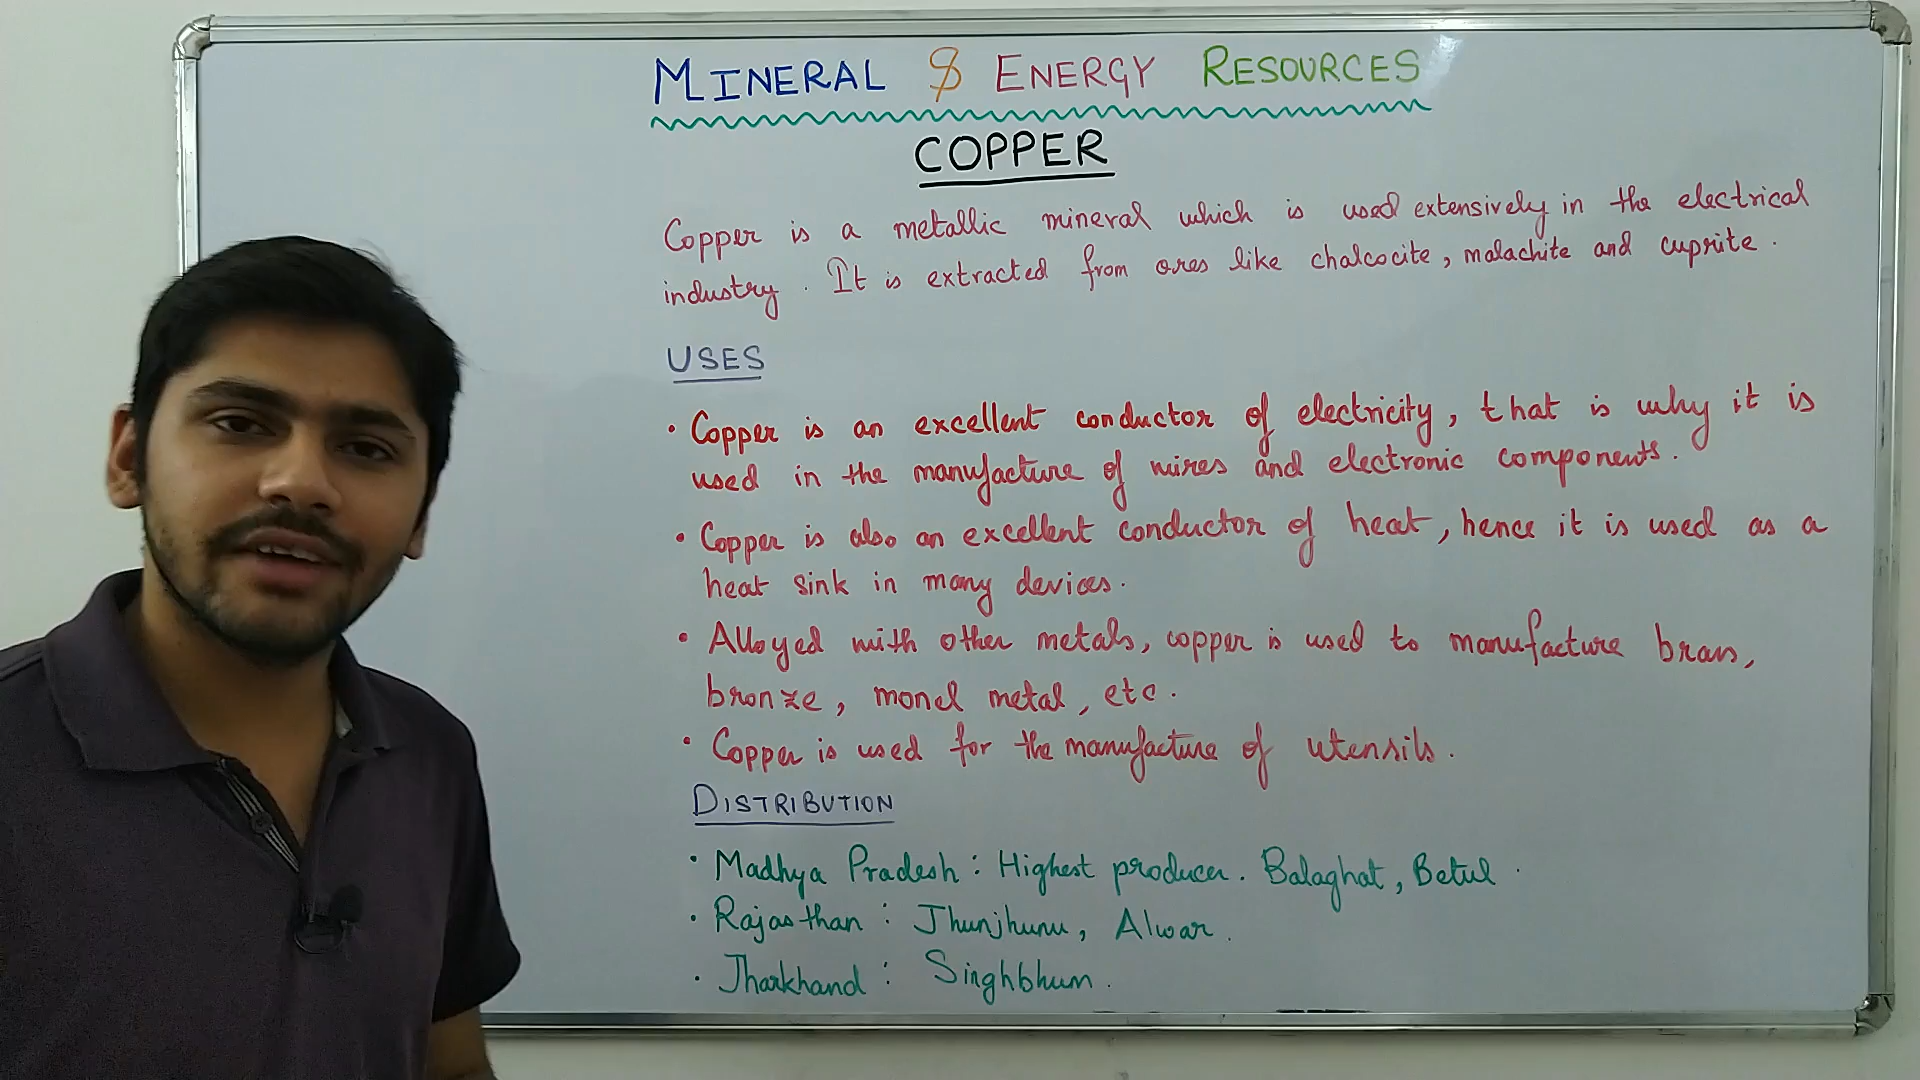 MINERAL & ENERGY RESOURCES
COPPER
Copper is a metallic mineral which is used extensively in the electrical
industry. It is extracted from ores like chalcocite, malachite and cuprite.
USES
• Copper is an excellent conductor of electricity, that is why it is
used in the manufacture of wires and electronic components.
• Copper is also an excellent conductor of heat, hence it is used as a
heat sink in many devices.
• Alloyed with other metals, copper is used to manufacture brass,
bronze, monel metal, etc.
• Copper is used for the manufacture of utensils.
DISTRIBUTION
• Madhya Pradesh: Highest producer. Balaghat, Betul.
• Rajasthan: Jhunjhunu, Alwar.
• Jharkhand: Singhbhum.